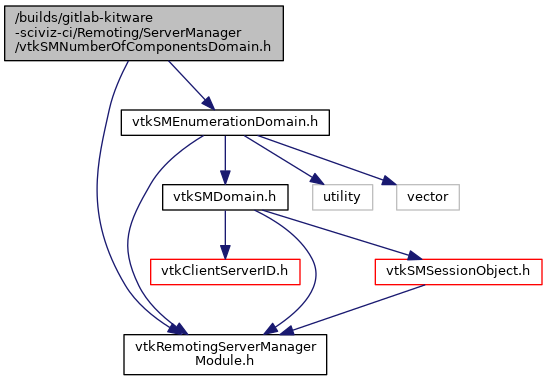 /builds/gitlab-kitware
-sciviz-ci/Remoting/ServerManager
/vtkSMNumberOfComponentsDomain.h
vtkSMEnumerationDomain.h
vtkSMDomain.h
utility
vector
vtkClientServerID.h
vtkSMSessionObject.h
vtkRemotingServerManager
Module.h